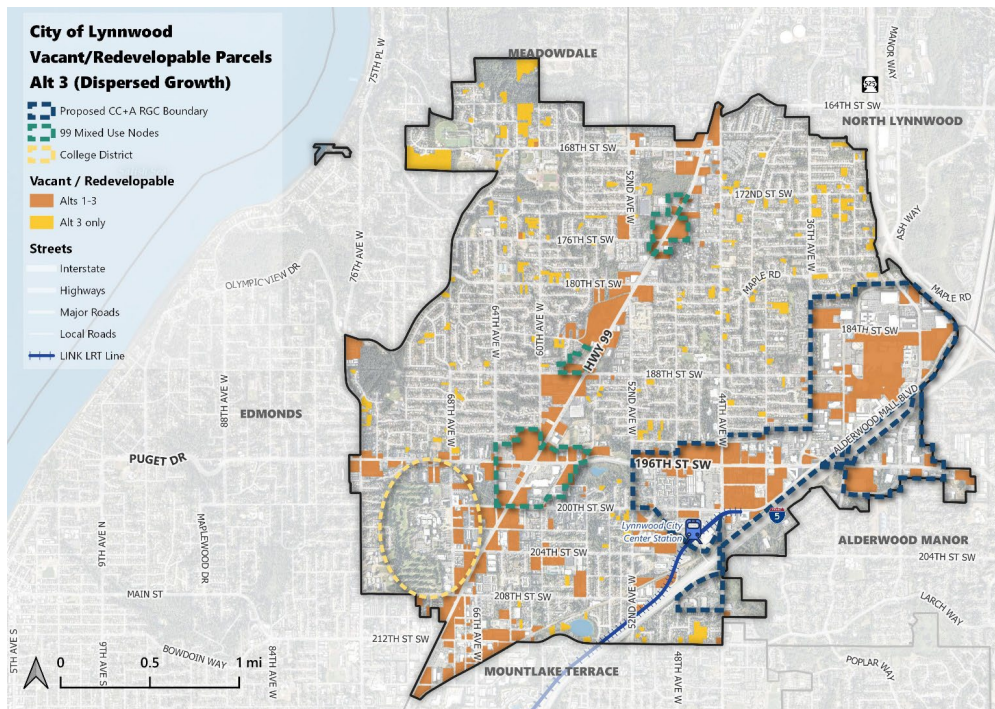 City of Lynnwood
Vacant/Redevelopable Parcels
Alt 3 (Dispersed Growth)
Proposed CC+A RGC Boundary
99 Mixed Use Nodes
College District
Vacant / Redevelopable
Alts 1-3
Alt 3 only
Streets
Interstate
Highways
Major Roads
Local Roads
LINK LRT Line
75TH PL W
MEADOWDALE
MANOR WAY
525
164TH ST SW
NORTH LYNNWOOD
168TH ST SW
52ND AVE W
172ND ST SW
36TH AVE W
ASH WAY
76TH AVE W
176TH ST SW
OLYMPIC VIEW DR
180TH ST SW
MAPLE RD
MAPLE RD
64TH AVE W
60TH AVE W
HWY 99
184TH ST SW
188TH ST SW
88TH AVE W
EDMONDS
68TH AVE W
52ND AVE W
44TH AVE W
ALDERWOOD MALL BLVD
PUGET DR
196TH ST SW
200TH ST SW
5
Lynnwood City
Center Station
9TH AVE N
MAPLEWOOD DR
204TH ST SW
ALDERWOOD MANOR
204TH ST SW
MAIN ST
208TH ST SW
52ND AVE W
LARCH WAY
66TH AVE W
212TH ST SW
5TH AVE S
9TH AVE S
BOWDOIN WAY
84TH AVE W
MOUNTLAKE TERRACE
48TH AVE W
POPLAR WAY
0 0.5 1 mi